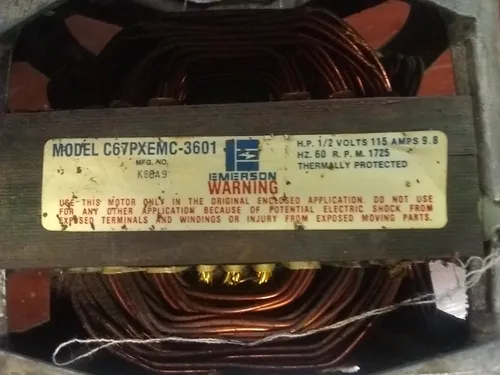 MODEL C67PXEMC-3601
MFG. NO.
K88A9
EMERSON
H.P. 1/2 VOLTS 115 AMPS 9.8
HZ. 60 R.P.M. 1725
THERMALLY PROTECTED
WARNING
USE THIS MOTOR ONLY IN THE ORIGINAL ENCLOSED APPLICATION. DO NOT USE
FOR ANY OTHER APPLICATION BECAUSE OF POTENTIAL ELECTRIC SHOCK FROM
EXPOSED TERMINALS AND WINDINGS OR INJURY FROM EXPOSED MOVING PARTS.